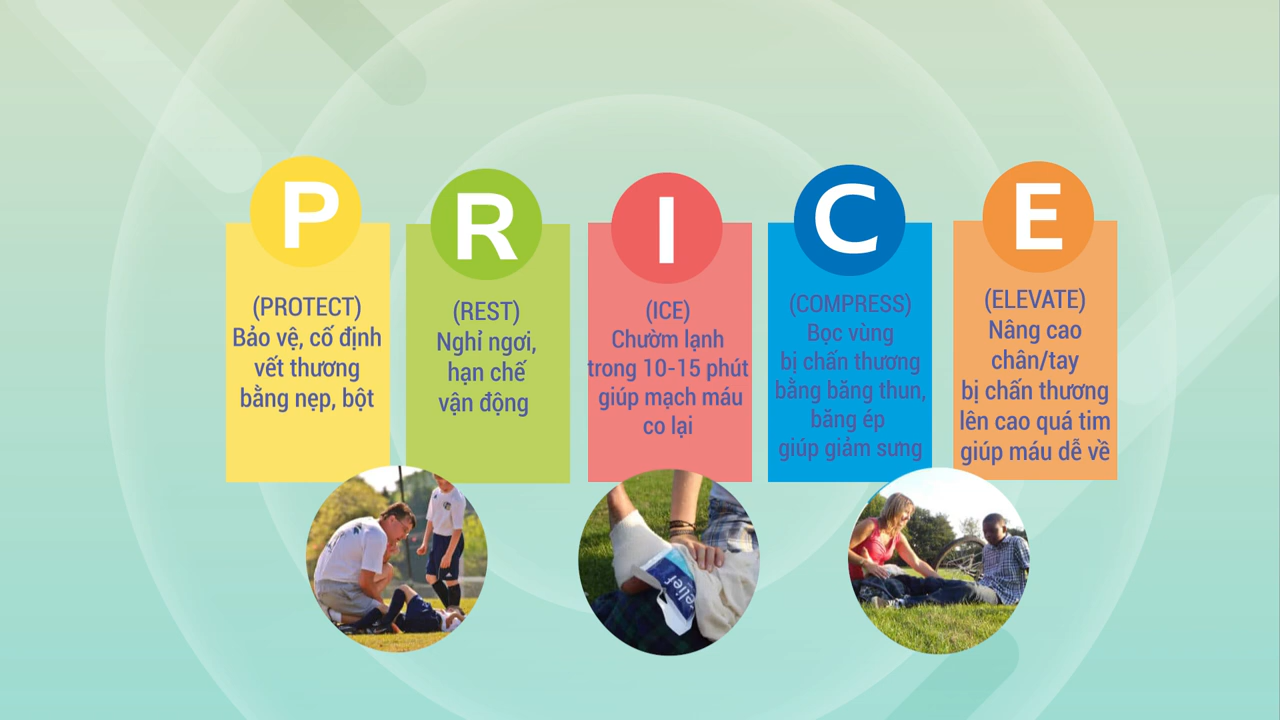 P
(PROTECT)
Bảo vệ, cố định
vết thương
bằng nẹp, bột
R
(REST)
Nghỉ ngơi,
hạn chế
vận động
I
(ICE)
Chườm lạnh
trong 10-15 phút
giúp mạch máu
co lại
C
(COMPRESS)
Bọc vùng
bị chấn thương
bằng băng thun,
băng ép
giúp giảm sưng
E
(ELEVATE)
Nâng cao
chân/tay
bị chấn thương
lên cao quá tim
giúp máu dễ về
elief